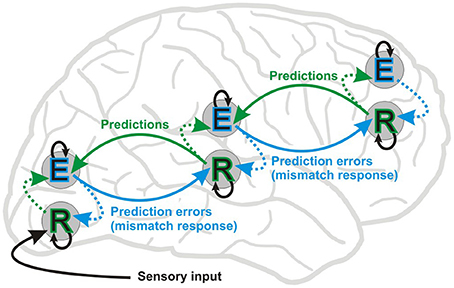 E
Predictions
R
E
Predictions
Prediction errors
(mismatch response)
E
R
Prediction errors
(mismatch response)
R
Sensory input